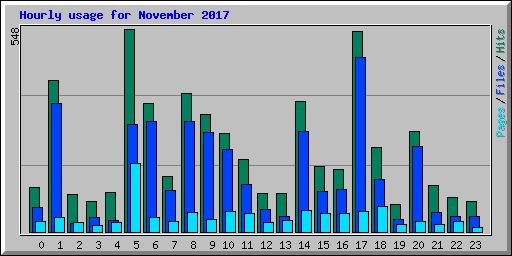 Hourly usage for November 2017
548
Pages/Files/Hits
0 1 2 3 4 5 6 7 8 9 10 11 12 13 14 15 16 17 18 19 20 21 22 23